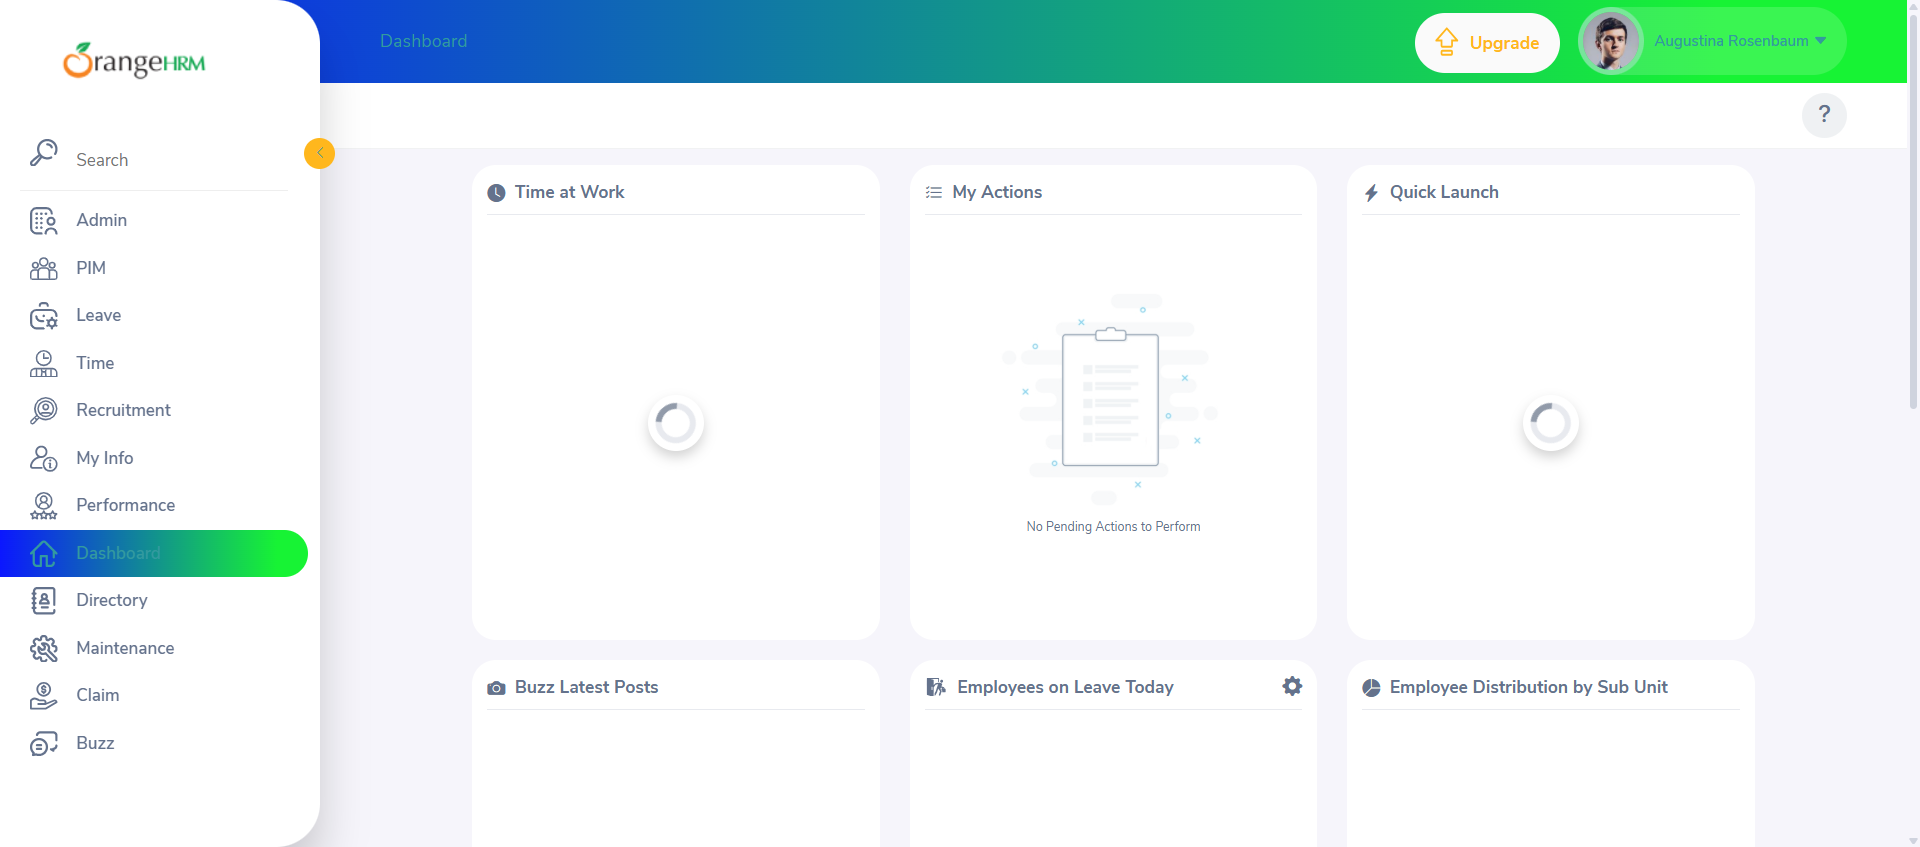 OrangeHRM
Dashboard
Upgrade
Augustina Rosenbaum
?
Search
Admin
PIM
Leave
Time
Recruitment
My Info
Performance
Dashboard
Directory
Maintenance
Claim
Buzz
Time at Work
My Actions
No Pending Actions to Perform
Quick Launch
Buzz Latest Posts
Employees on Leave Today
Employee Distribution by Sub Unit